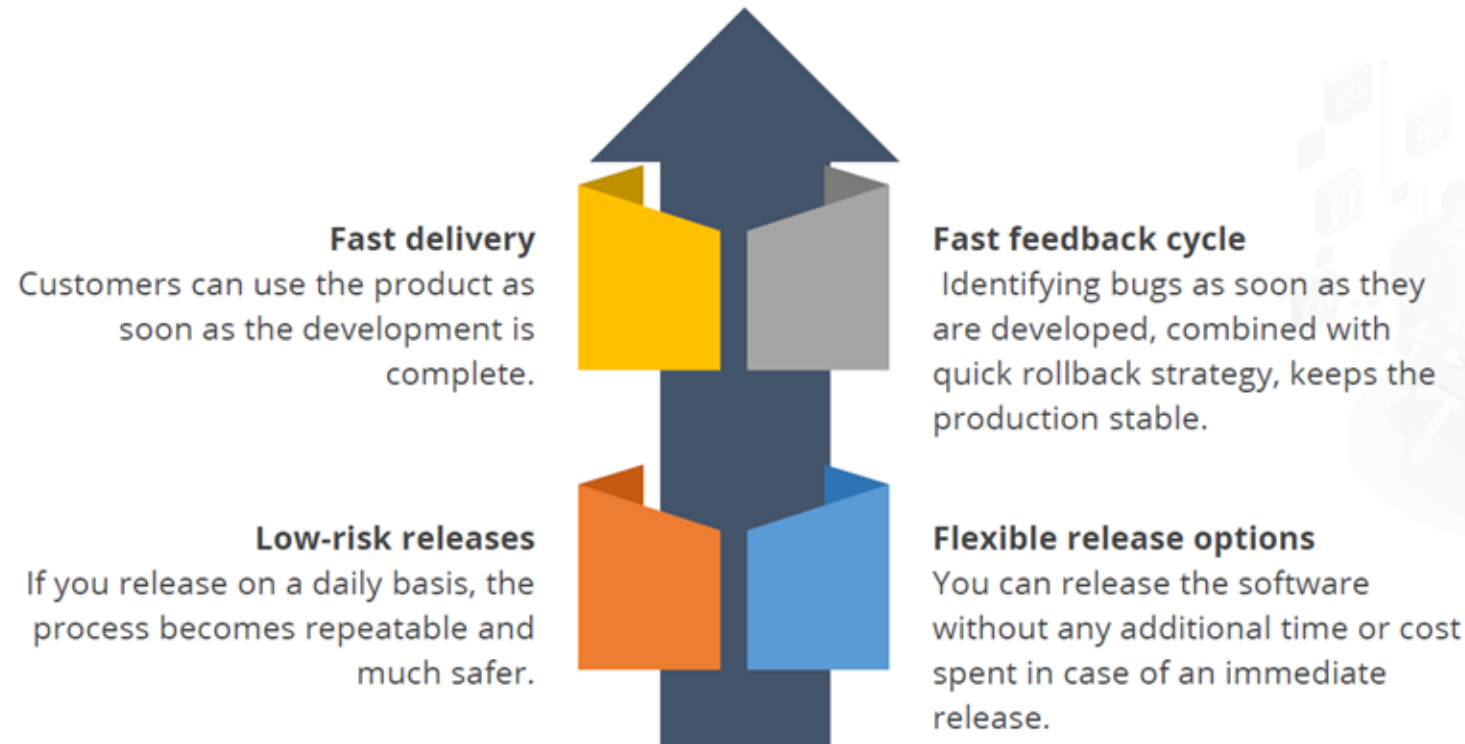 Fast delivery
Customers can use the product as
soon as the development is
complete.
Fast feedback cycle
Identifying bugs as soon as they
are developed, combined with
quick rollback strategy, keeps the
production stable.
Low-risk releases
If you release on a daily basis, the
process becomes repeatable and
much safer.
Flexible release options
You can release the software
without any additional time or cost
spent in case of an immediate
release.